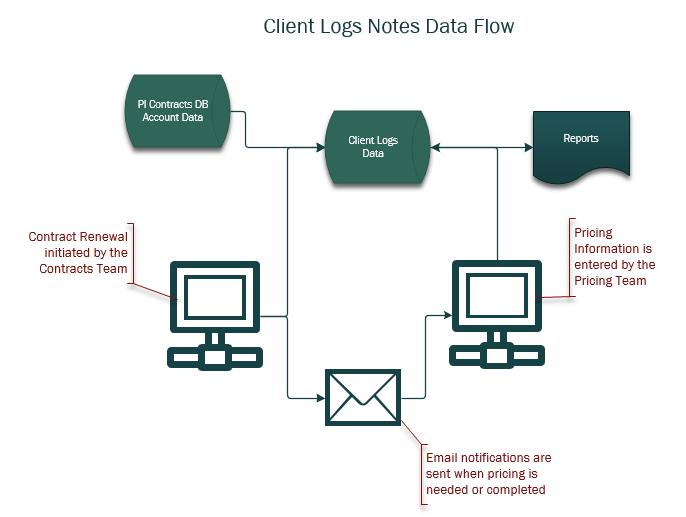 Client Logs Notes Data Flow
PI Contracts DB
Account Data
Client Logs
Data
Reports
Contract Renewal
initiated by the
Contracts Team
Pricing
Information is
entered by the
Pricing Team
Email notifications are
sent when pricing is
needed or completed